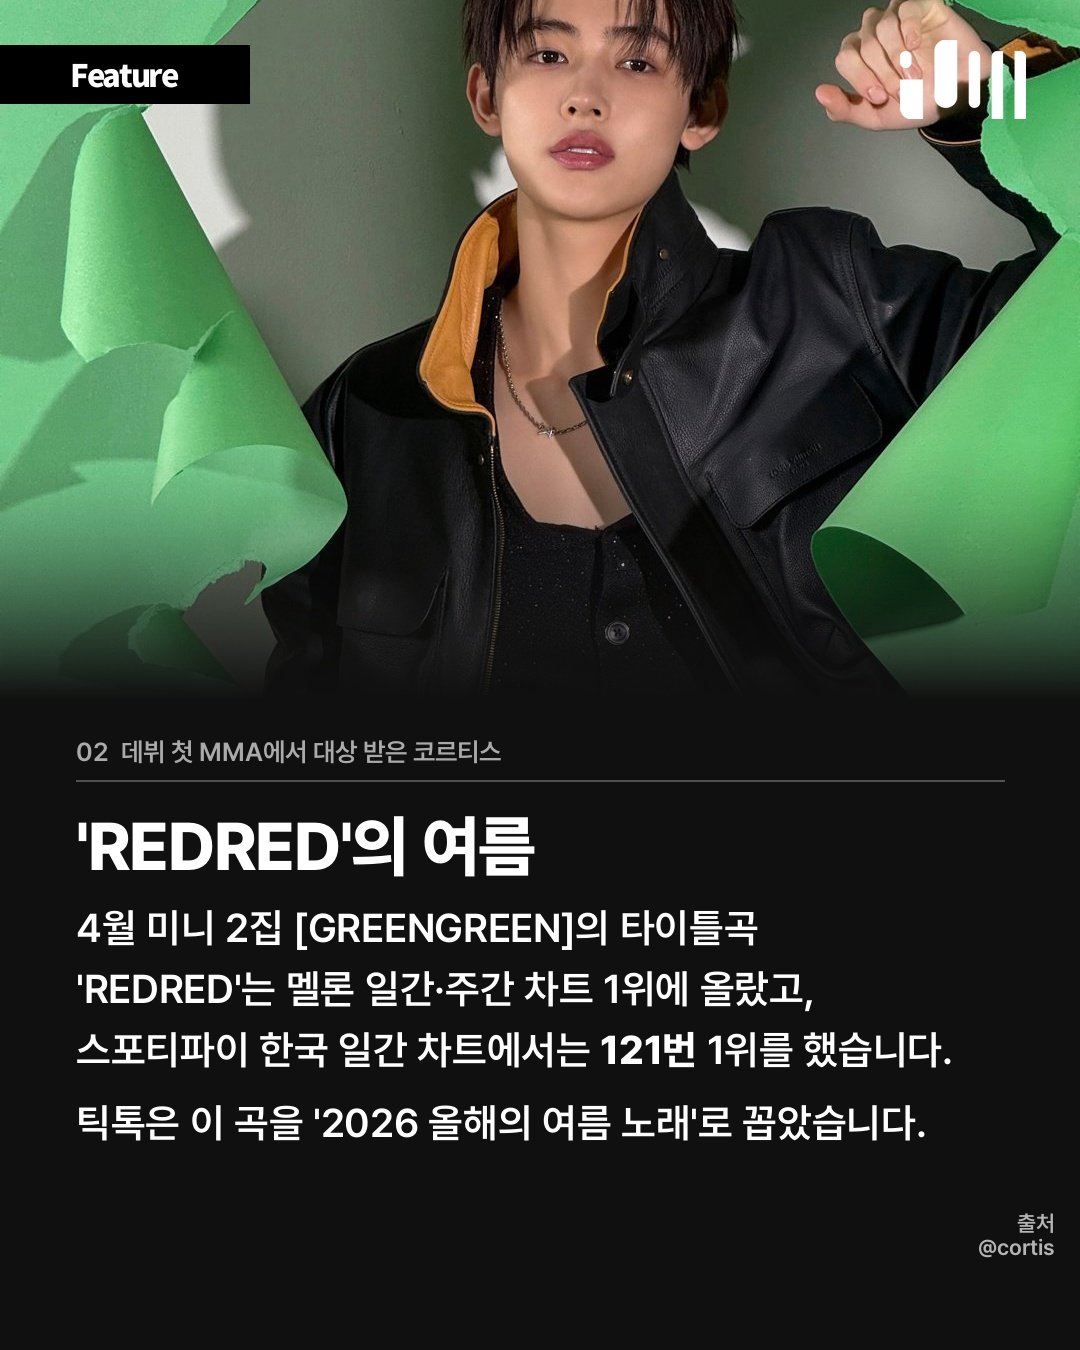 Feature
02 데뷔 첫 MMA에서 대상 받은 코르티스
'REDRED'의 여름
4월 미니 2집 [GREENGREEN]의 타이틀곡
'REDRED'는 멜론 일간·주간 차트 1위에 올랐고,
스포티파이 한국 일간 차트에서는 121번 1위를 했습니다.
틱톡은 이 곡을 '2026 올해의 여름 노래'로 꼽았습니다.
출처
@cortis